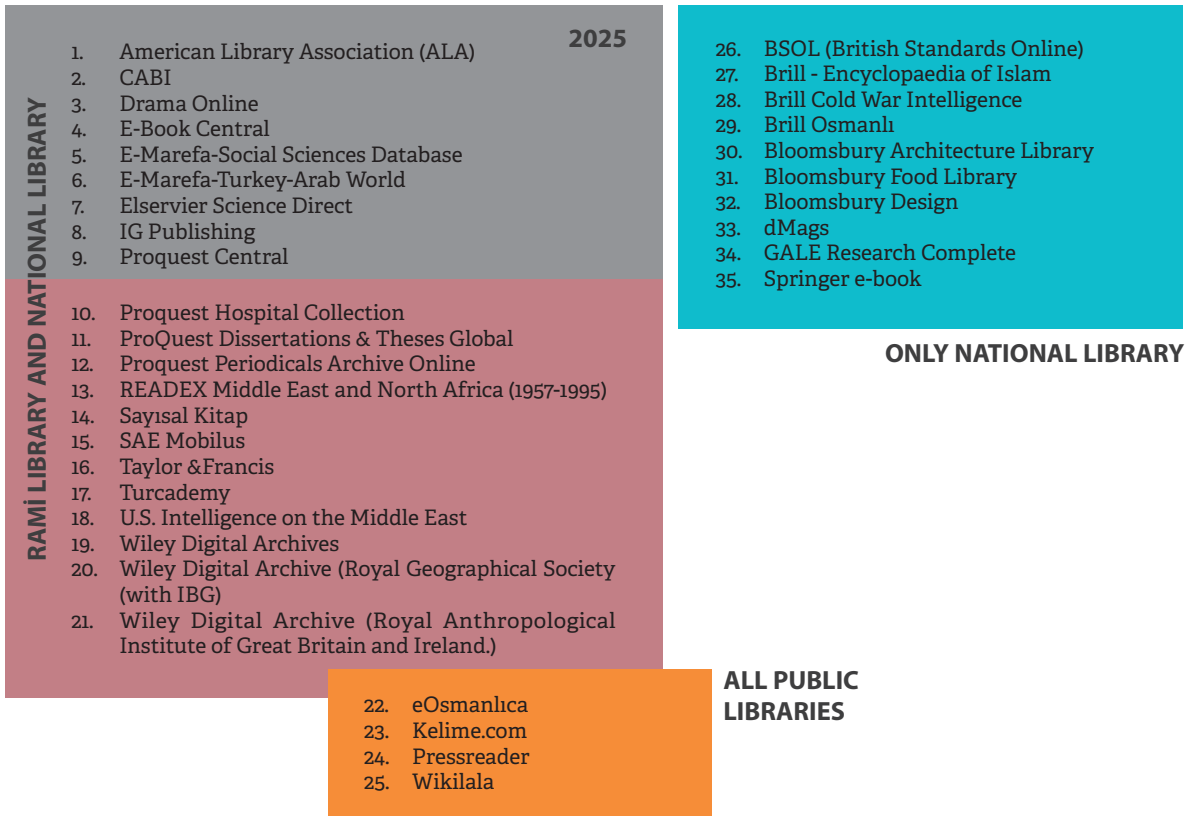 2025
RAMİ LIBRARY AND NATIONAL LIBRARY
1. American Library Association (ALA)
2. CABI
3. Drama Online
4. E-Book Central
5. E-Marefa-Social Sciences Database
6. E-Marefa-Turkey-Arab World
7. Elservier Science Direct
8. IG Publishing
9. Proquest Central
10. Proquest Hospital Collection
11. ProQuest Dissertations & Theses Global
12. Proquest Periodicals Archive Online
13. READEX Middle East and North Africa (1957-1995)
14. Sayısal Kitap
15. SAE Mobilus
16. Taylor &Francis
17. Turcademy
18. U.S. Intelligence on the Middle East
19. Wiley Digital Archives
20. Wiley Digital Archive (Royal Geographical Society
(with IBG)
21. Wiley Digital Archive (Royal Anthropological
Institute of Great Britain and Ireland.)
22. eOsmanlıca
23. Kelime.com
24. Pressreader
25. Wikilala
ALL PUBLIC
LIBRARIES
26. BSOL (British Standards Online)
27. Brill - Encyclopaedia of Islam
28. Brill Cold War Intelligence
29. Brill Osmanlı
30. Bloomsbury Architecture Library
31. Bloomsbury Food Library
32. Bloomsbury Design
33. dMags
34. GALE Research Complete
35. Springer e-book
ONLY NATIONAL LIBRARY